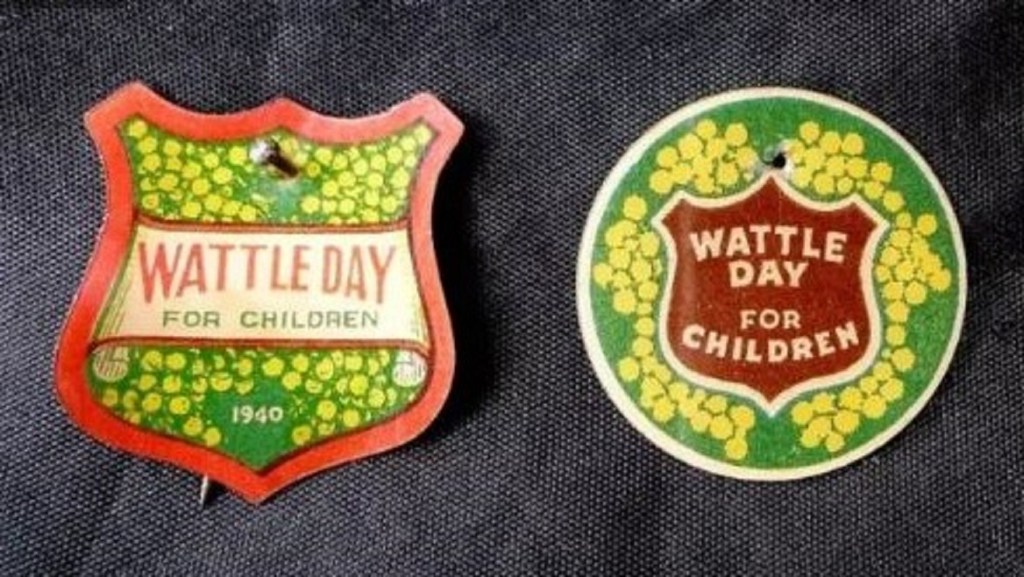 WATTLE DAY
FOR CHILDREN
1940
WATTLE
DAY
FOR
CHILDREN